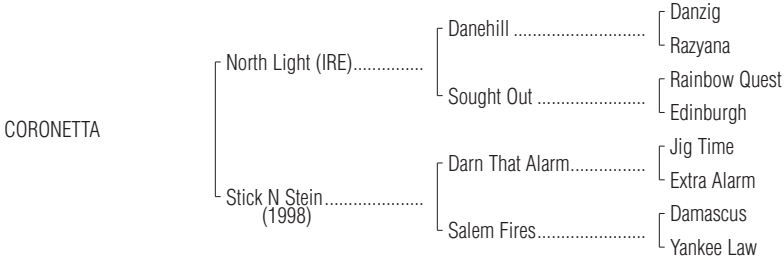 Danzig
Danehill ..............................
Razyana
North Light (IRE)...............
Rainbow Quest
Sought Out ........................
Edinburgh
CORONETTA
Jig Time
Darn That Alarm.................
Extra Alarm
Stick N Stein.......................
(1998)
Damascus
Salem Fires........................
Yankee Law